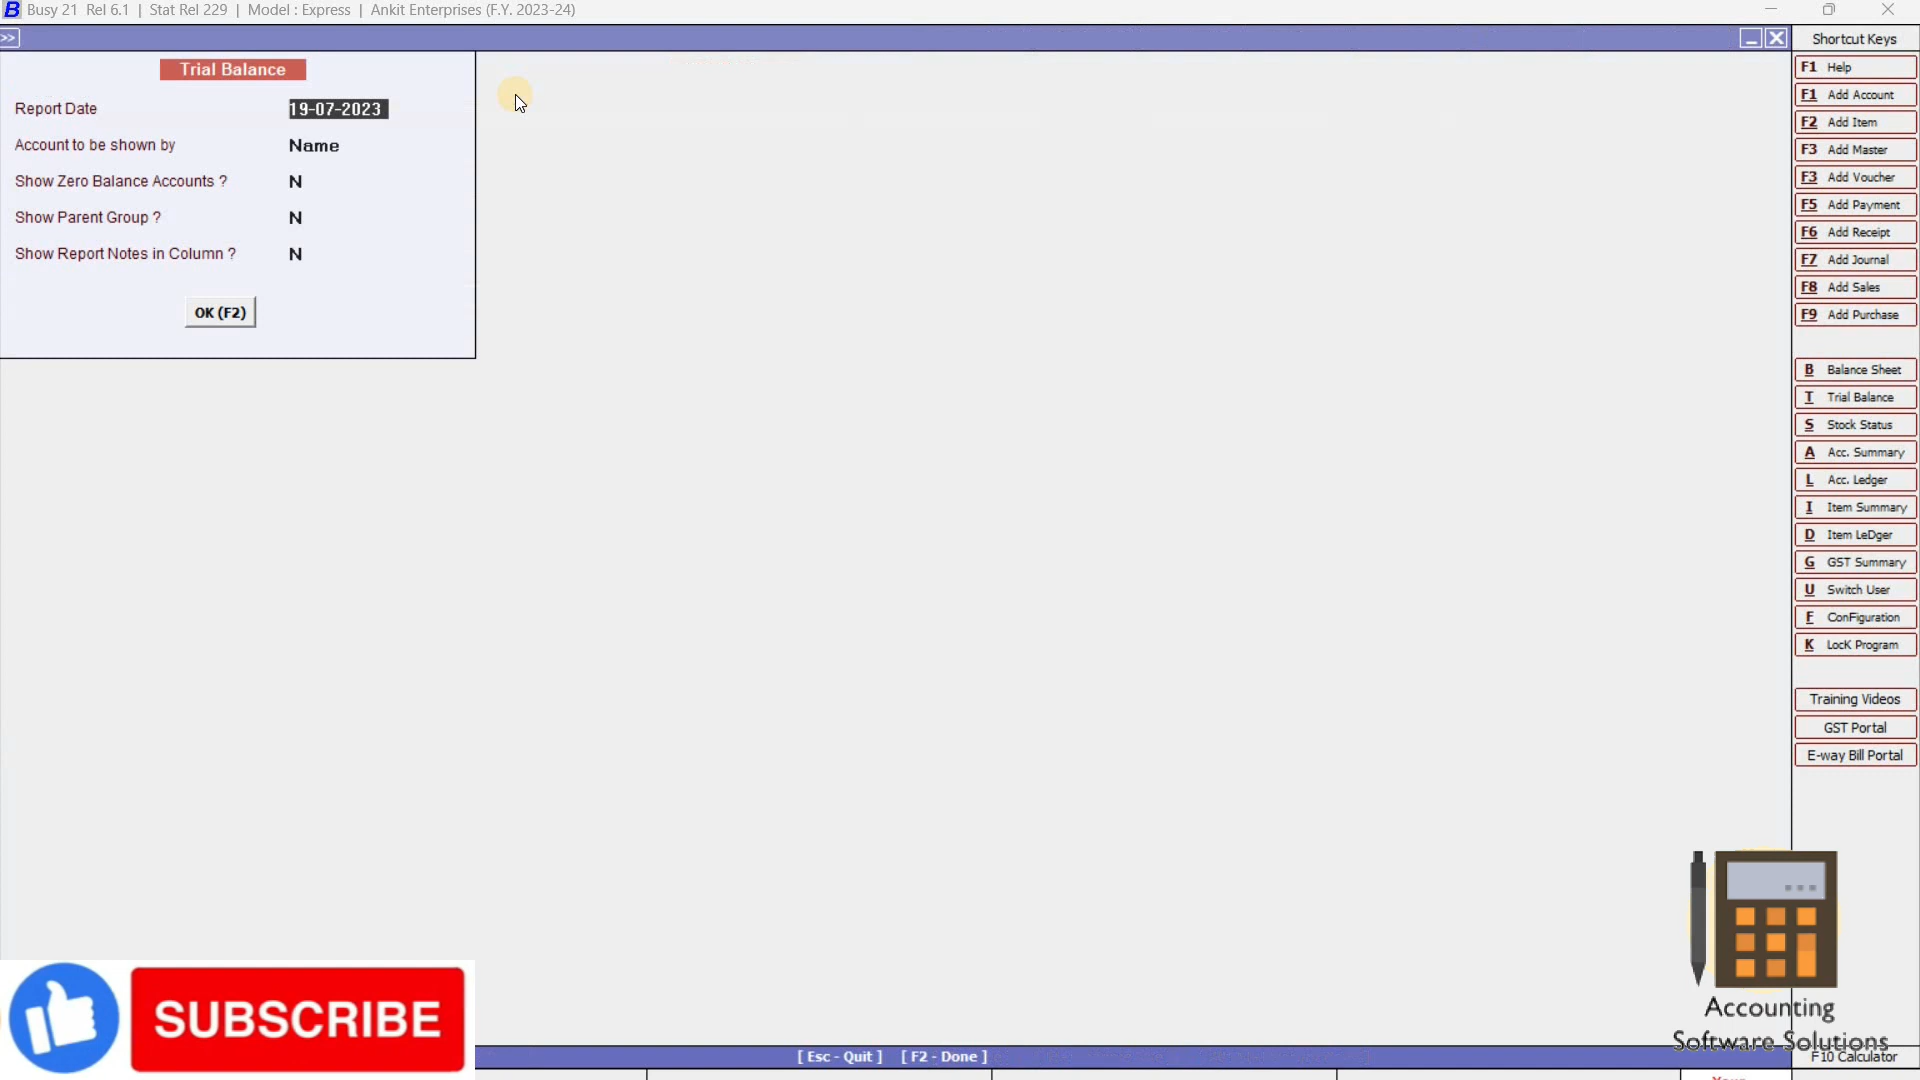 B Busy 21 Rel 6.1 | Stat Rel 229 | Model : Express | Ankit Enterprises (F.Y. 2023-24)
>>
Shortcut Keys
Trial Balance
Report Date 19-07-2023
Account to be shown by Name
Show Zero Balance Accounts ? N
Show Parent Group ? N
Show Report Notes in Column ? N
OK (F2)
F1 Help
F1 Add Account
F2 Add Item
F3 Add Master
F3 Add Voucher
F5 Add Payment
F6 Add Receipt
F7 Add Journal
F8 Add Sales
F9 Add Purchase
B Balance Sheet
T Trial Balance
S Stock Status
A Acc. Summary
L Acc. Ledger
I Item Summary
D Item LeDger
G GST Summary
U Switch User
F ConFiguration
K LocK Program
Training Videos
GST Portal
E-way Bill Portal
Accounting
Software Solutions
SUBSCRIBE
[ Esc - Quit ] [ F2 - Done ]
F10 Calculator